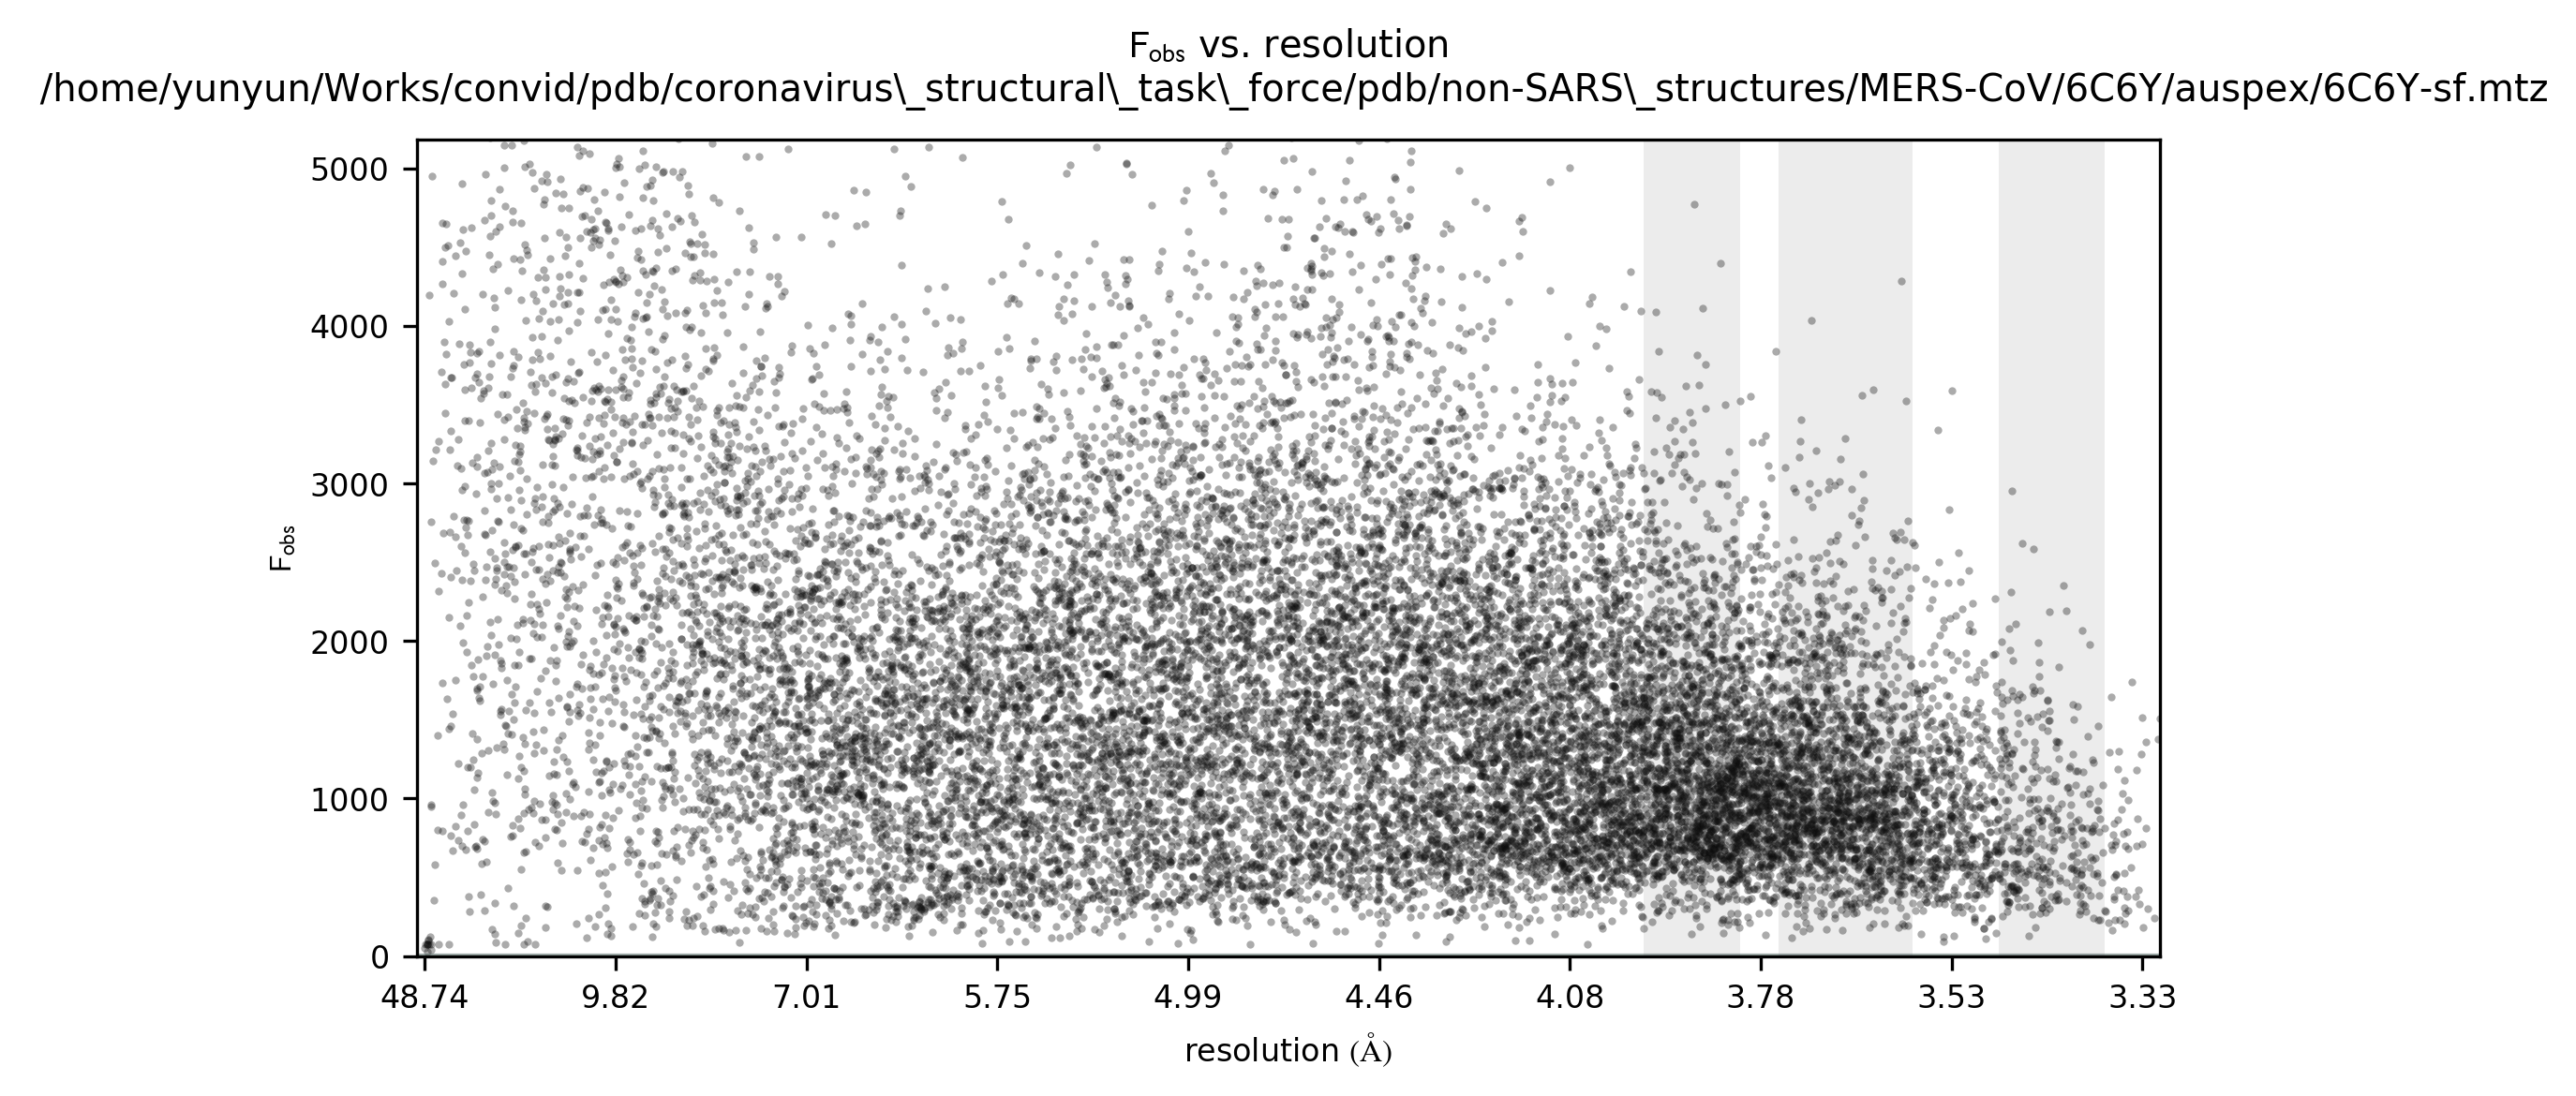 F_obs vs. resolution
/home/yunyun/Works/convid/pdb/coronavirus\_structural\_task\_force/pdb/non-SARS\_structures/MERS-CoV/6C6Y/auspex/6C6Y-sf.mtz
5000
4000
3000
2000
1000
0
F_obs
48.74 9.82 7.01 5.75 4.99 4.46 4.08 3.78 3.53 3.33
resolution (Å)